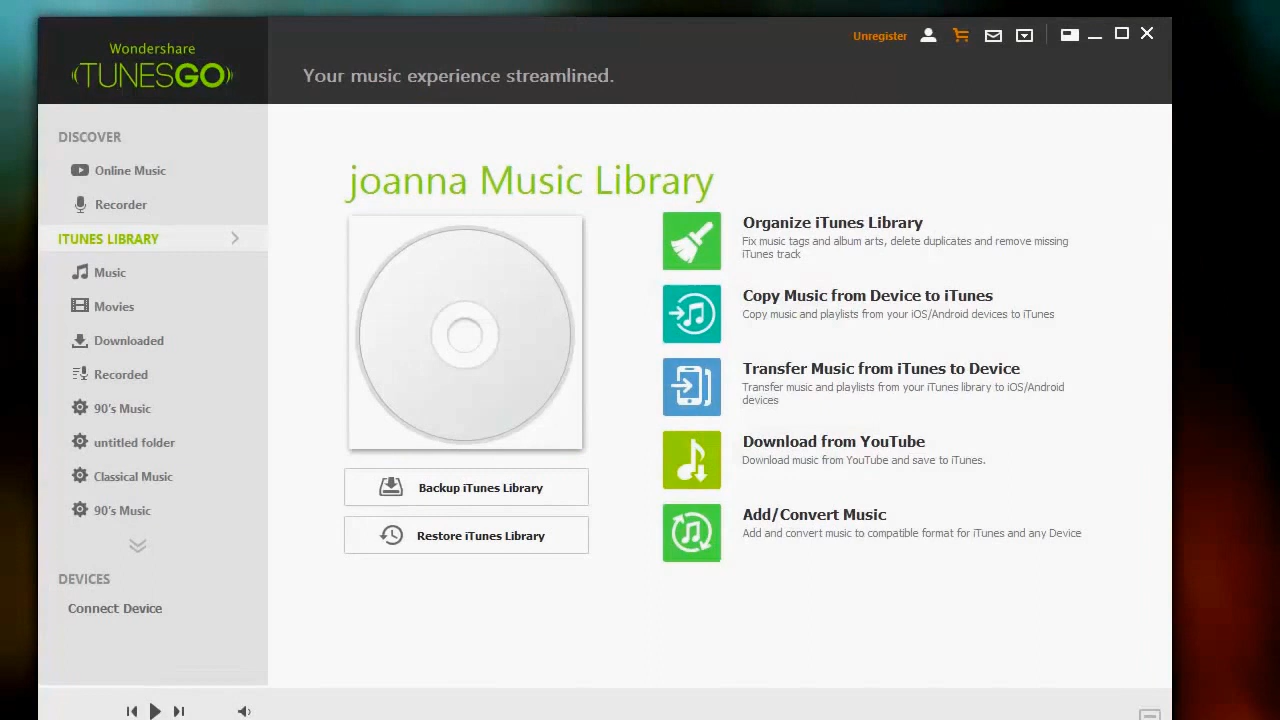 Wondershare
TUNESGO
Your music experience streamlined.
Unregister
DISCOVER
Online Music
Recorder
ITUNES LIBRARY
Music
Movies
Downloaded
Recorded
90's Music
untitled folder
Classical Music
90's Music
DEVICES
Connect Device
joanna Music Library
Backup iTunes Library
Restore iTunes Library
Organize iTunes Library
Fix music tags and album arts, delete duplicates and remove missing
iTunes track
Copy Music from Device to iTunes
Copy music and playlists from your iOS/Android devices to iTunes
Transfer Music from iTunes to Device
Transfer music and playlists from your iTunes library to iOS/Android
devices
Download from YouTube
Download music from YouTube and save to iTunes.
Add/Convert Music
Add and convert music to compatible format for iTunes and any Device